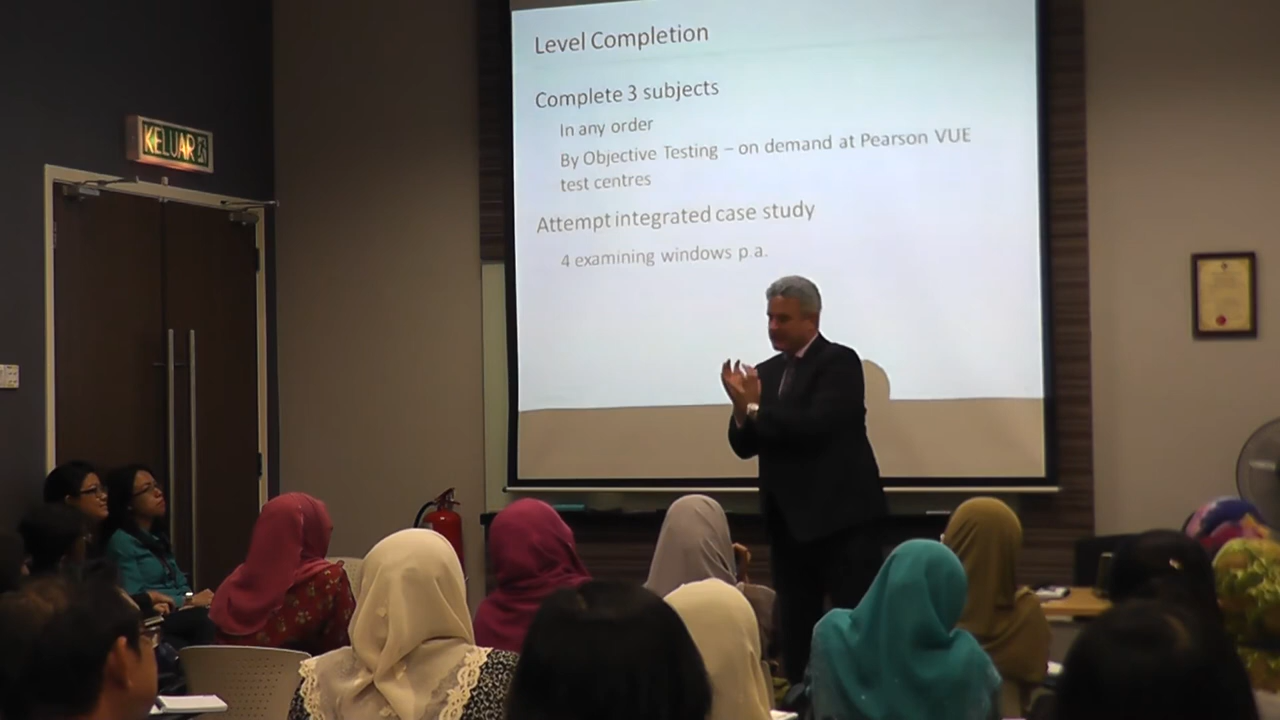 Level Completion
Complete 3 subjects
In any order
By Objective Testing – on demand at Pearson VUE
test centres
Attempt integrated case study
4 examining windows p.a.
KELUAR